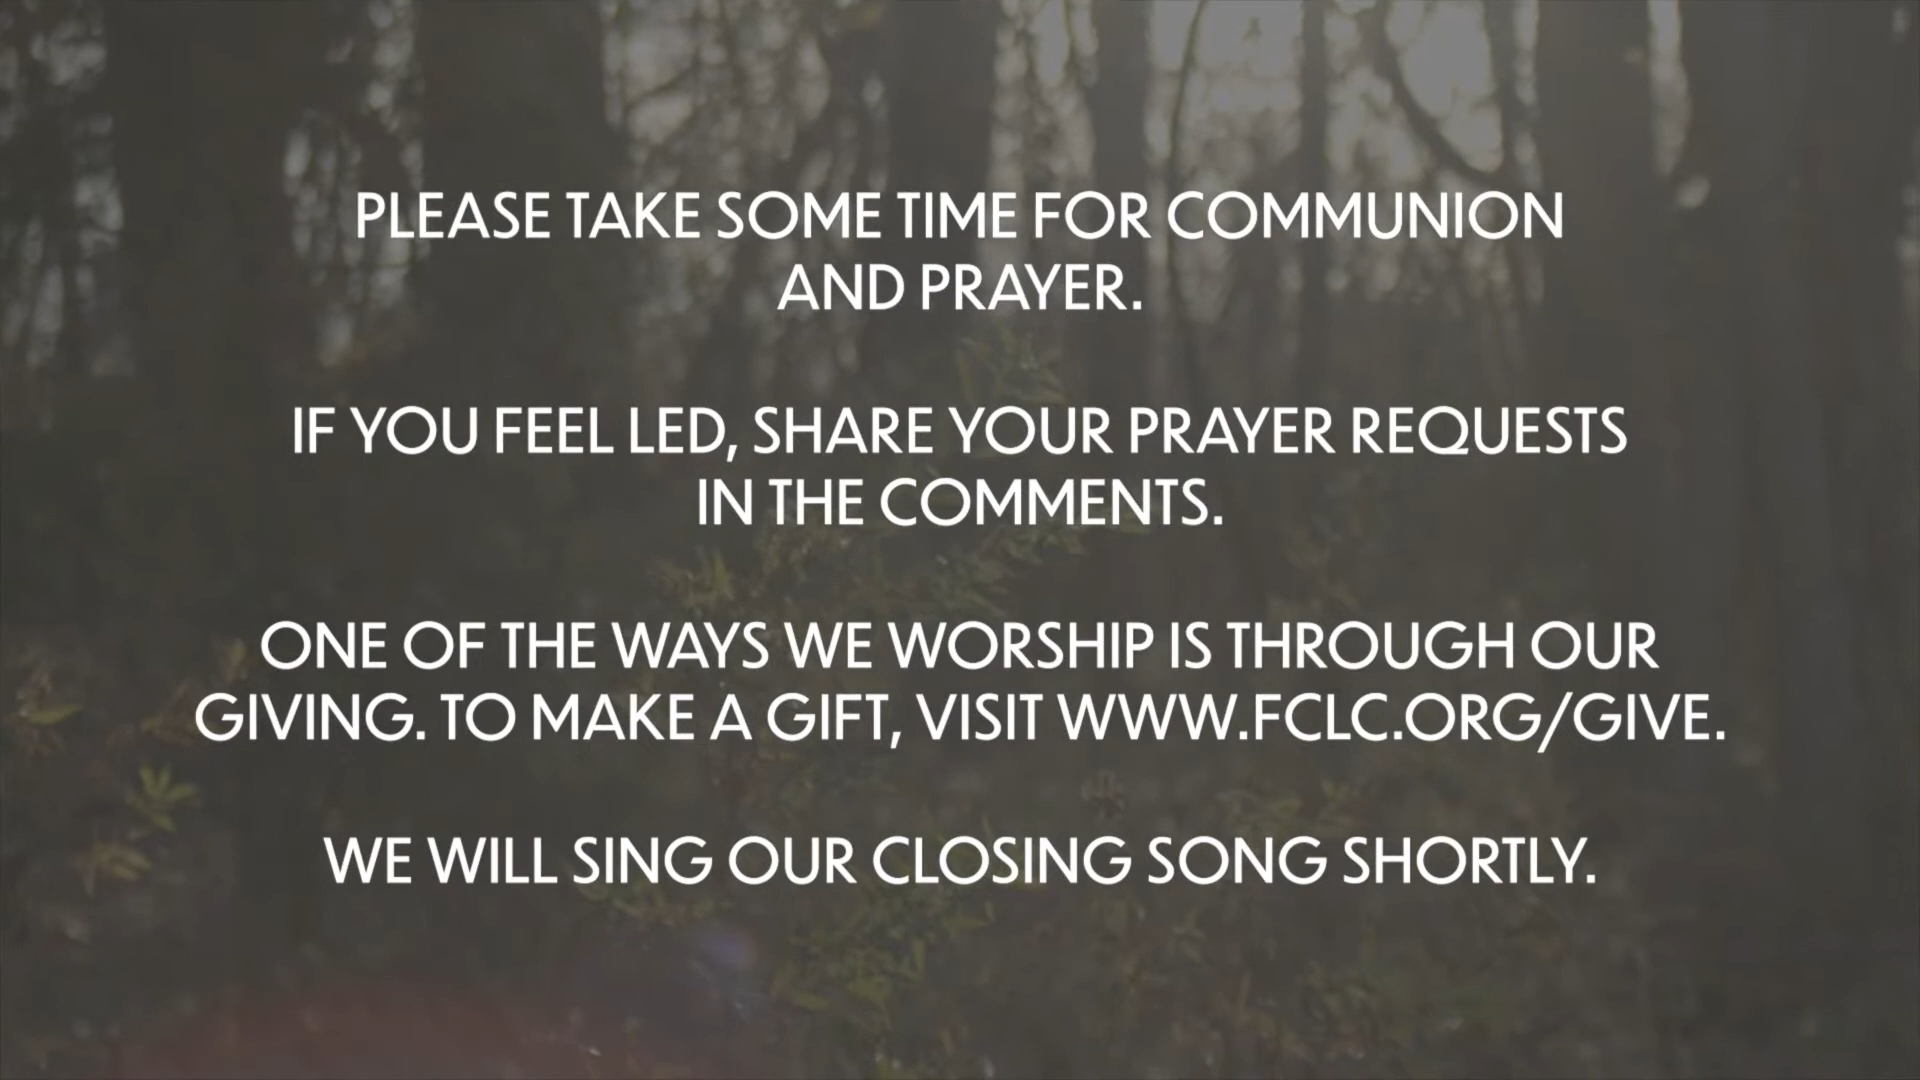 PLEASE TAKE SOME TIME FOR COMMUNION
AND PRAYER.
IF YOU FEEL LED, SHARE YOUR PRAYER REQUESTS
IN THE COMMENTS.
ONE OF THE WAYS WE WORSHIP IS THROUGH OUR
GIVING. TO MAKE A GIFT, VISIT WWW.FCLC.ORG/GIVE.
WE WILL SING OUR CLOSING SONG SHORTLY.